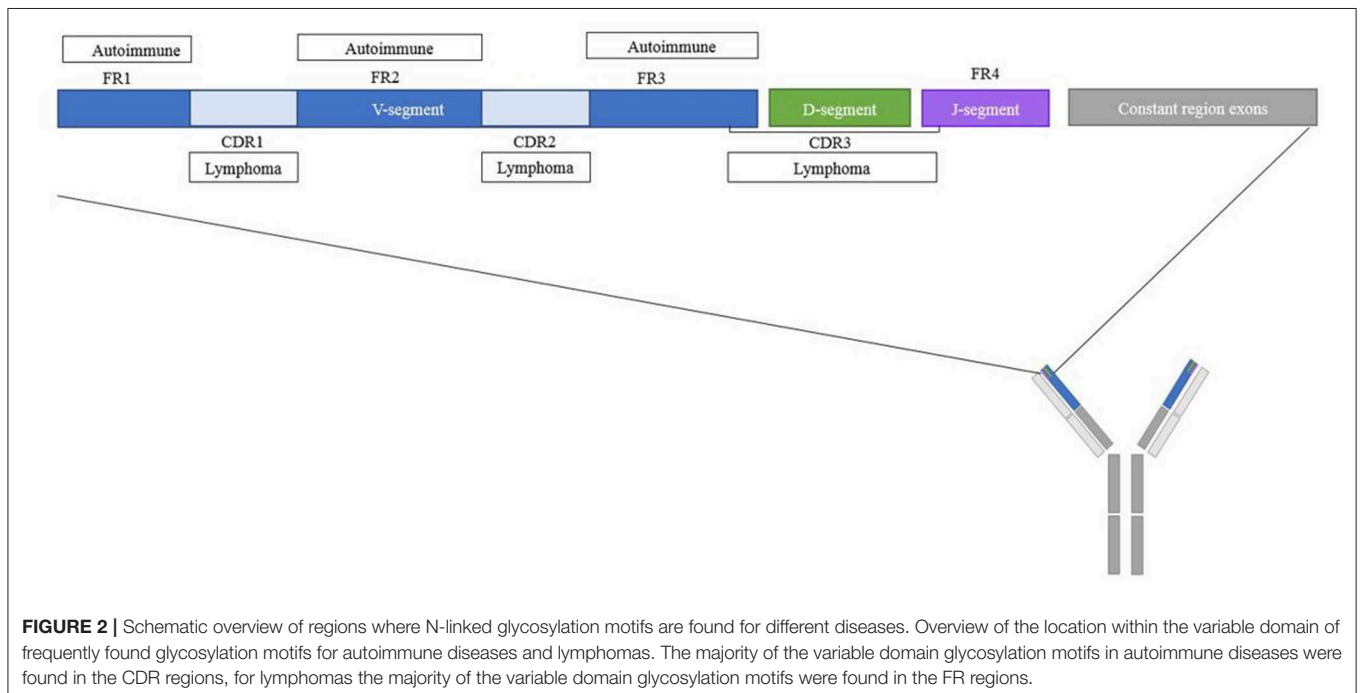 Autoimmune Autoimmune Autoimmune
FR1 FR2 FR3 FR4
V-segment D-segment J-segment Constant region exons
CDR1 CDR2 CDR3
Lymphoma Lymphoma Lymphoma
FIGURE 2 | Schematic overview of regions where N-linked glycosylation motifs are found for different diseases. Overview of the location within the variable domain of
frequently found glycosylation motifs for autoimmune diseases and lymphomas. The majority of the variable domain glycosylation motifs in autoimmune diseases were
found in the CDR regions, for lymphomas the majority of the variable domain glycosylation motifs were found in the FR regions.